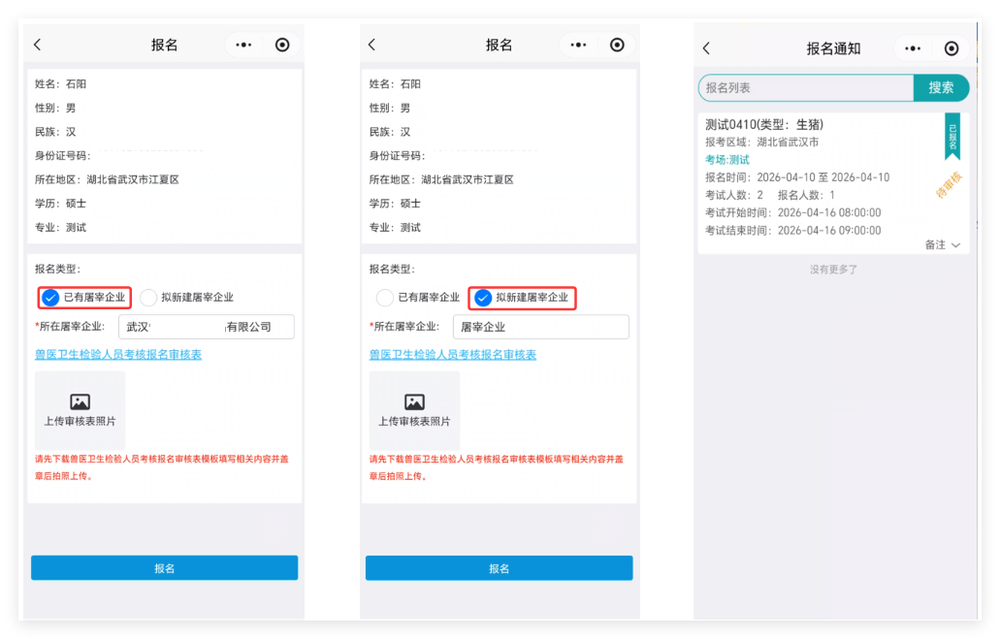 报名
姓名：石阳
性别：男
民族：汉
身份证号码：
所在地区：湖北省武汉市江夏区
学历：硕士
专业：测试
报名类型：
已有屠宰企业 拟新建屠宰企业
*所在屠宰企业： 武汉 有限公司
兽医卫生检验人员考核报名审核表
上传审核表照片
请先下载兽医卫生检验人员考核报名审核表模板填写相关内容并盖
章后拍照上传。
报名
报名
姓名：石阳
性别：男
民族：汉
身份证号码：
所在地区：湖北省武汉市江夏区
学历：硕士
专业：测试
报名类型：
已有屠宰企业 拟新建屠宰企业
*所在屠宰企业： 屠宰企业
兽医卫生检验人员考核报名审核表
上传审核表照片
请先下载兽医卫生检验人员考核报名审核表模板填写相关内容并盖
章后拍照上传。
报名
报名通知
报名列表 搜索
测试0410(类型：生猪)
已报名
报考区域：湖北省武汉市
考场:测试
报名时间：2026-04-10 至 2026-04-10
待审核
考试人数：2 报名人数：1
考试开始时间：2026-04-16 08:00:00
考试结束时间：2026-04-16 09:00:00
备注
没有更多了